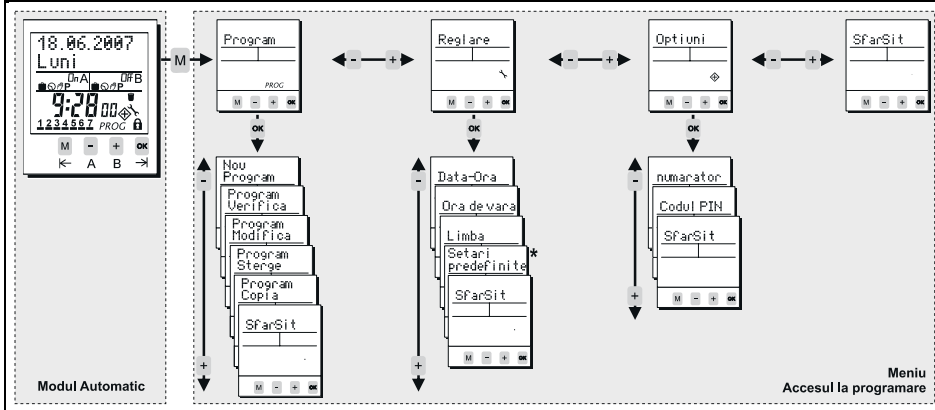 18.06.2007
Luni
OnA OffB
P P
9:28 00
1234567 PROG
M - + OK
A B
Modul Automatic
M
Program
PROG
M - + OK
- +
Reglare
M - + OK
- +
Optiuni
M - + OK
- +
SfarSit
M - + OK
OK
OK
OK
-
+
Nou
Program
Program
Verifica
Program
Modifica
Program
Sterge
Program
Copia
SfarSit
M - + OK
-
+
Data-Ora
Ora de vara
Limba
Setari
predefinite *
SfarSit
M - + OK
-
+
numarator
Codul PIN
SfarSit
M - + OK
Meniu
Accesul la programare